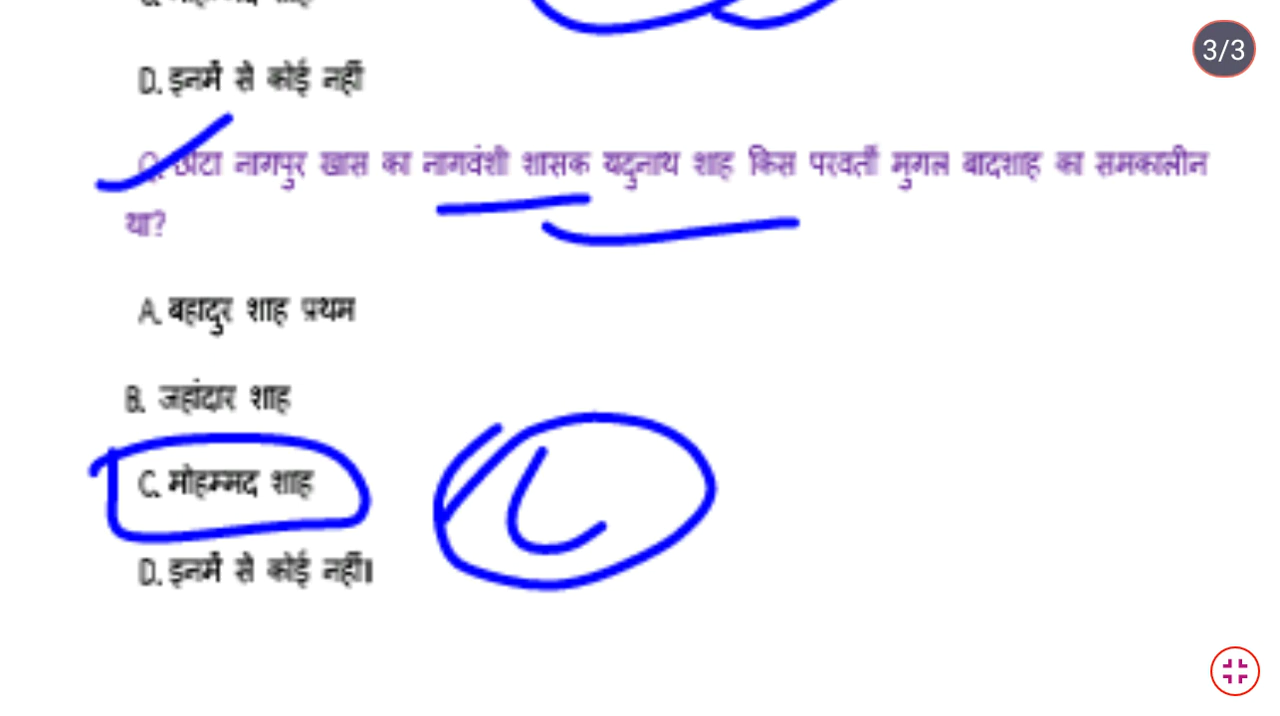 3/3
D. इनमें से कोई नहीं
Q. छोटा नागपुर खास का नागवंशी शासक यदुनाथ शाह किस परवर्ती मुगल बादशाह का समकालीन
था?
A. बहादुर शाह प्रथम
B. जहांदार शाह
C. मोहम्मद शाह
D. इनमें से कोई नहीं।